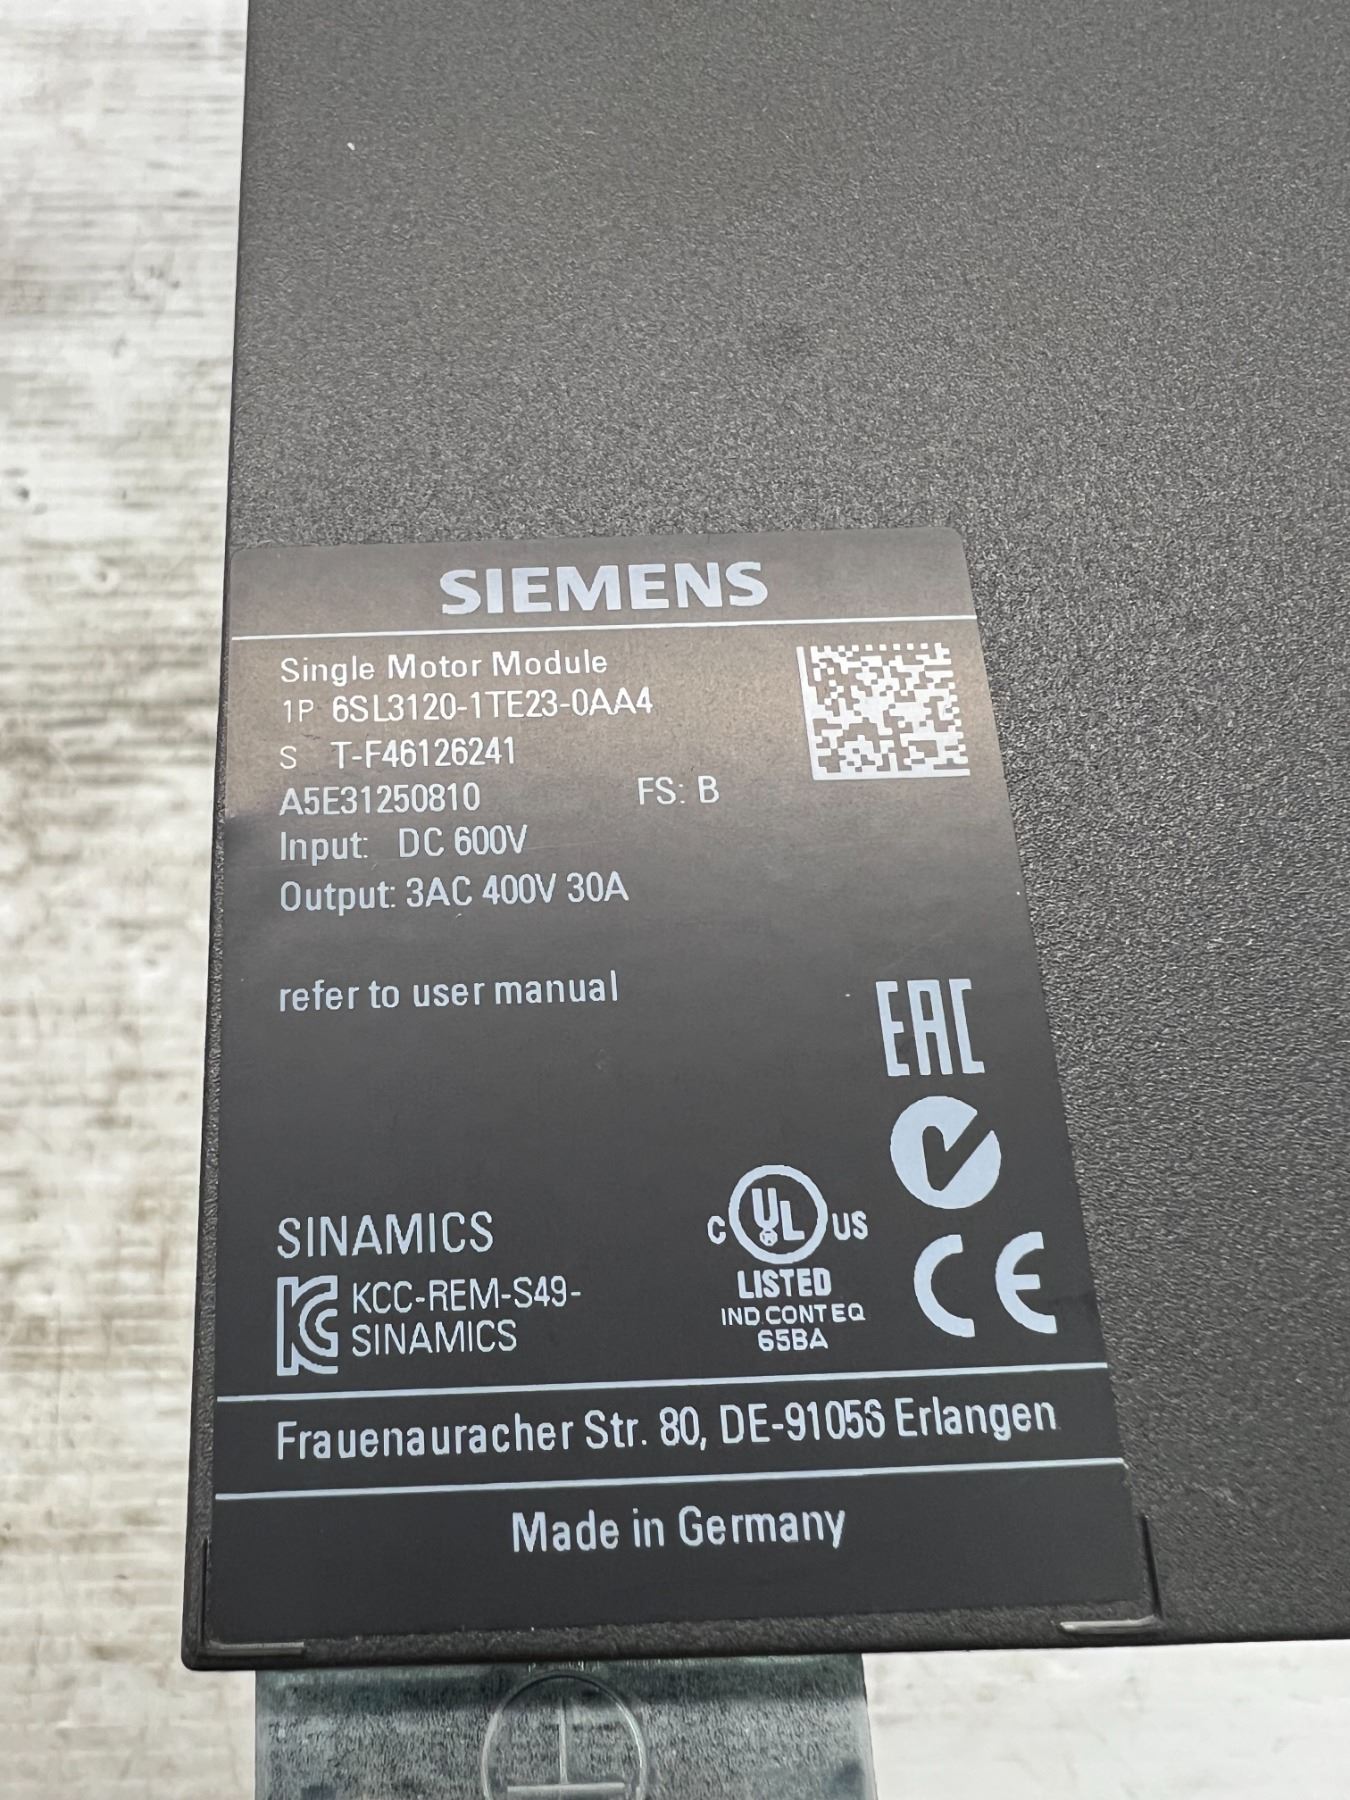 SIEMENS
Single Motor Module
1P 6SL3120-1TE23-0AA4
S T-F46126241
A5E31250810 FS: B
Input: DC 600V
Output: 3AC 400V 30A
refer to user manual
EAC
SINAMICS
KCC-REM-S49-
SINAMICS
C UL US
®
LISTED
IND.CONT.EQ
65BA
CE
Frauenauracher Str. 80, DE-91056 Erlangen
Made in Germany